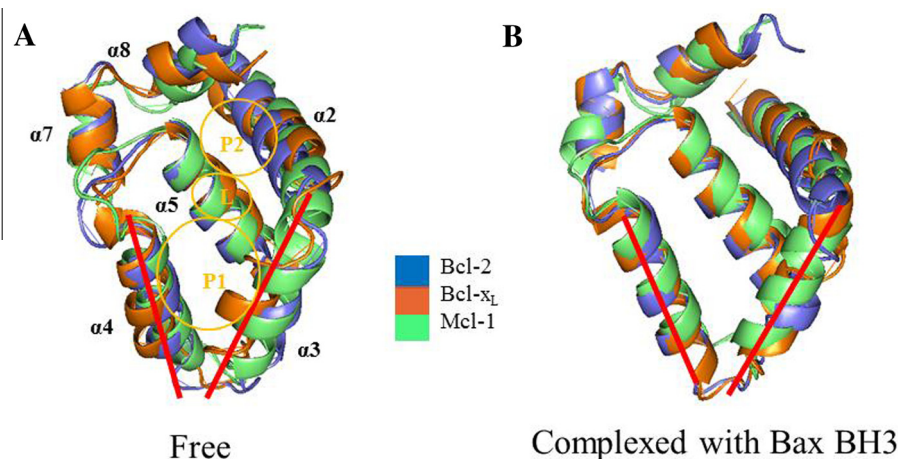 A
α8
α7
α2
P2
α5
L
P1
α4
α3
Free
Bcl-2
Bcl-xL
Mcl-1
B
Complexed with Bax BH3